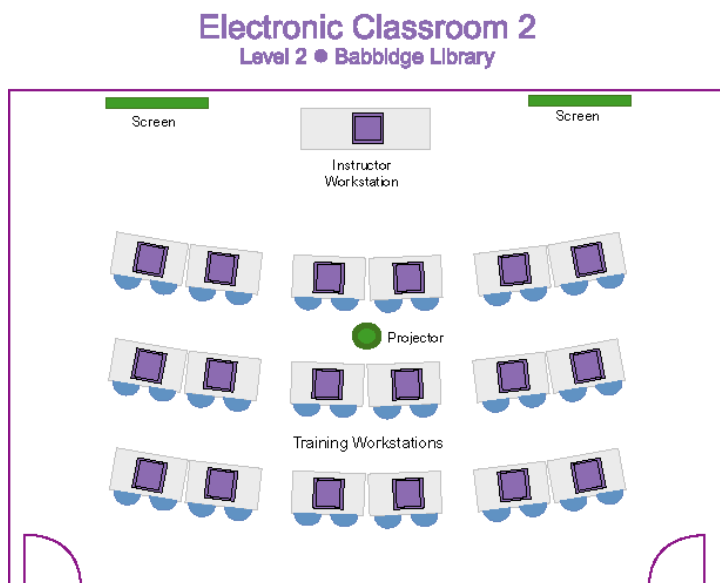 Electronic Classroom 2
Level 2 ● Babbidge Library
Screen
Screen
Instructor
Workstation
Projector
Training Workstations